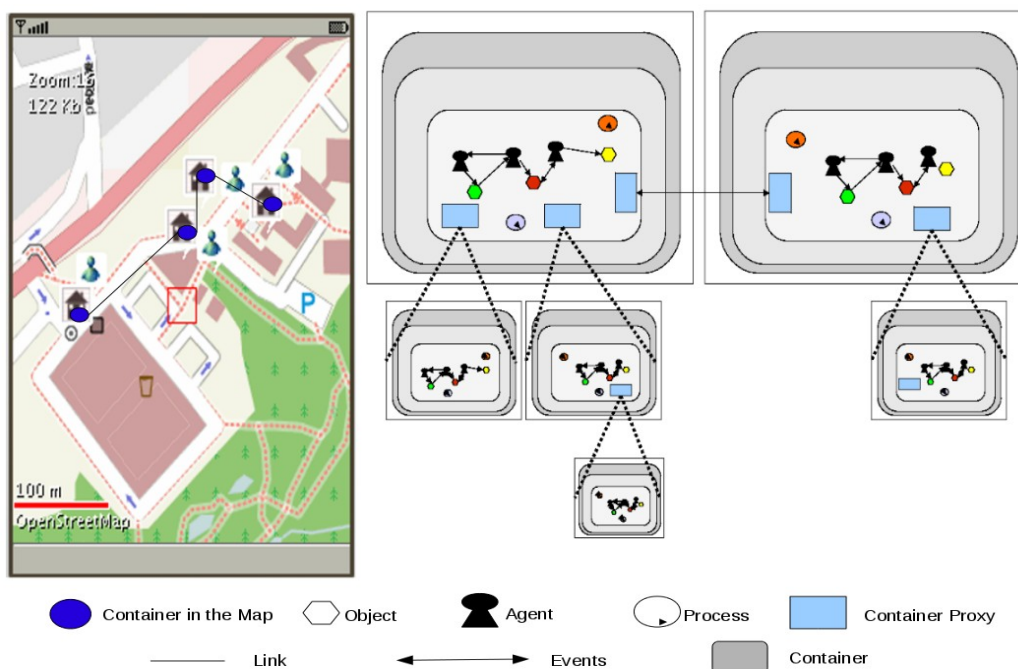 Zoom:16
122 Kb
P
100 m
OpenStreetMap
Container in the Map
Object
Agent
Process
Container Proxy
Link
Events
Container